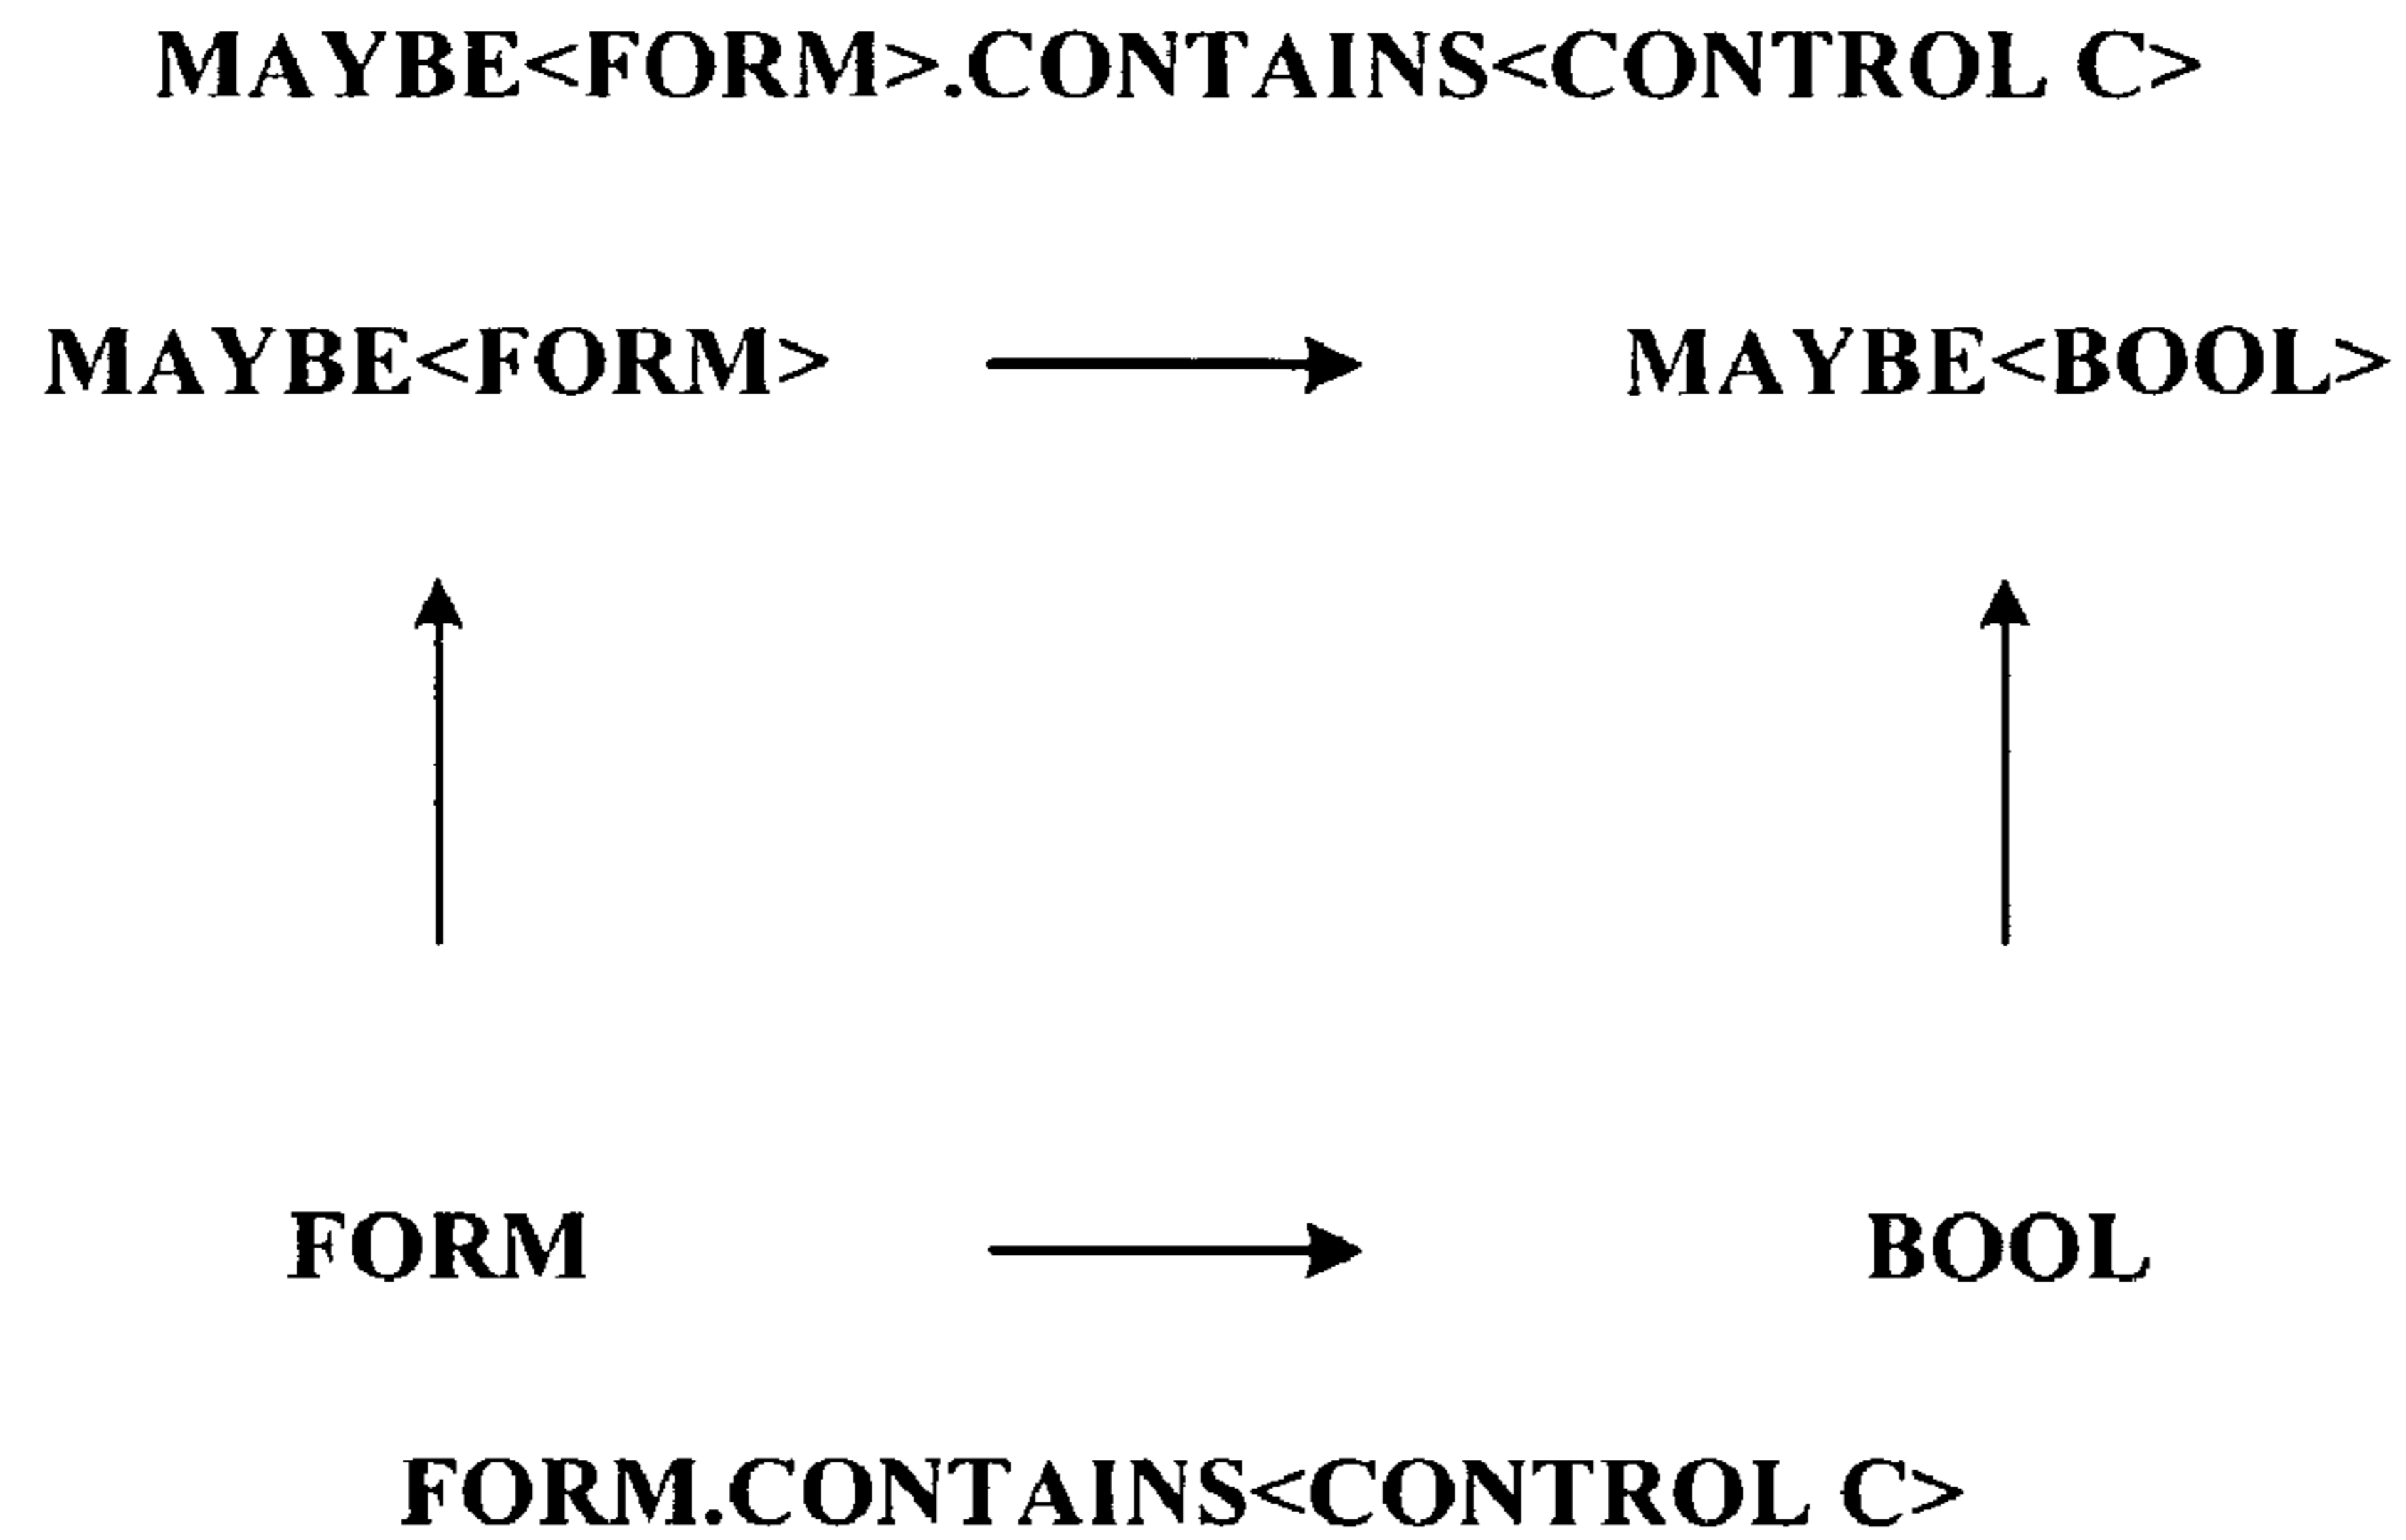 MAYBE<FORM>.CONTAINS<CONTROL C>
MAYBE<FORM> MAYBE<BOOL>
FORM BOOL
FORM.CONTAINS<CONTROL C>